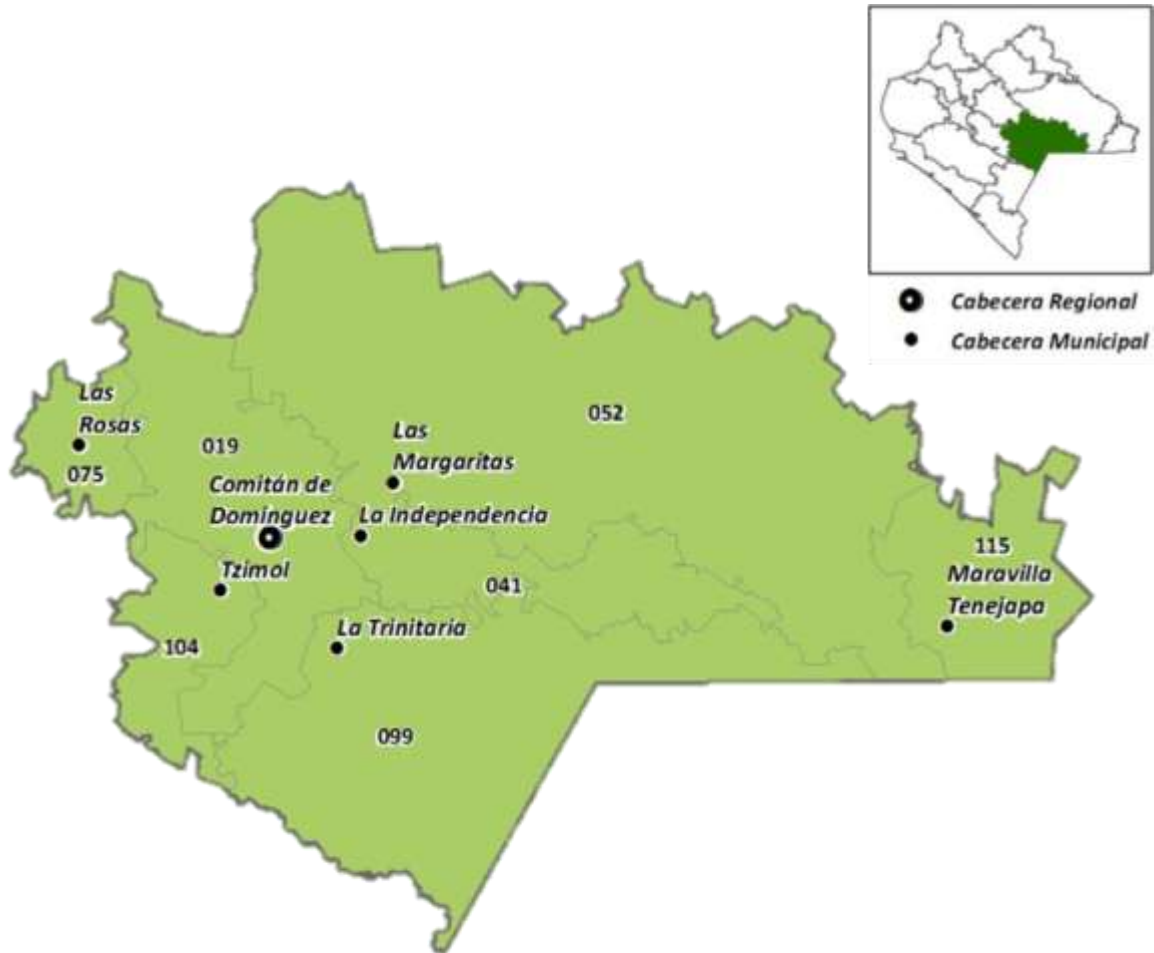 Cabecera Regional
Cabecera Municipal
Las
Rosas
075
019
Comitán de
Domínguez
Las
Margaritas
052
La Independencia
Tzimol
041
104
La Trinitaria
099
115
Maravilla
Tenejapa